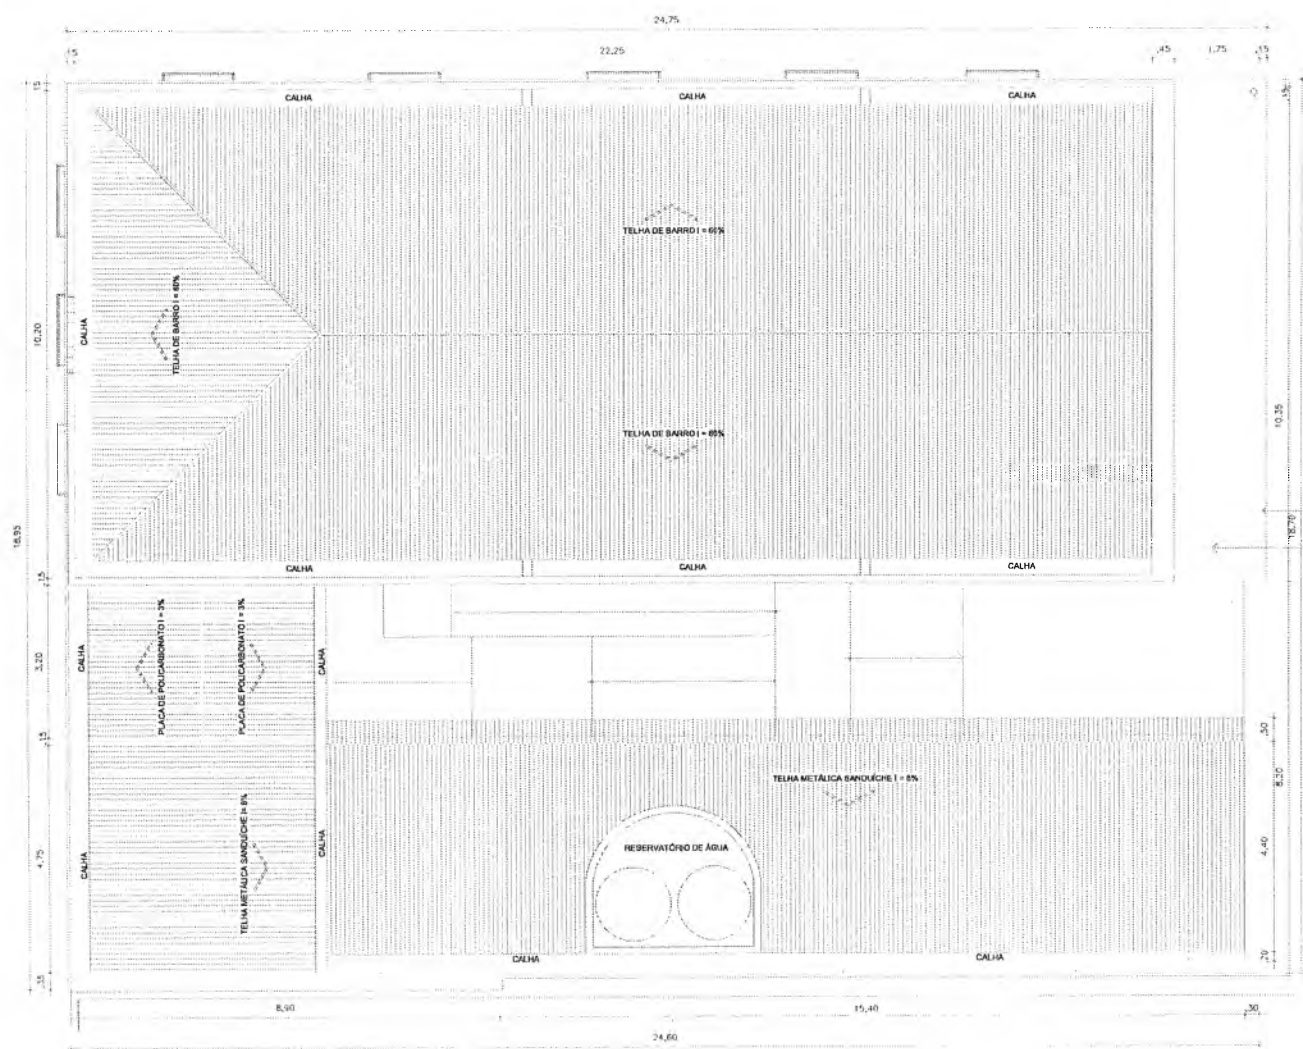 24,75
,15
22,25
,45
1,75
,15
,15
CALHA
CALHA
CALHA
TELHA DE BARRO I = 60%
TELHA DE BARRO I = 60%
CALHA
10,20
TELHA DE BARRO I = 60%
10,35
18,95
18,70
,15
CALHA
CALHA
CALHA
CALHA
PLACA DE POLICARBONATO I = 3%
PLACA DE POLICARBONATO I = 3%
CALHA
3,20
,15
,30
TELHA METÁLICA SANDUÍCHE I = 8%
8,20
RESERVATÓRIO DE ÁGUA
4,40
4,75
CALHA
TELHA METÁLICA SANDUÍCHE I= 8%
CALHA
CALHA
CALHA
,20
,35
8,90
15,40
,30
24,60